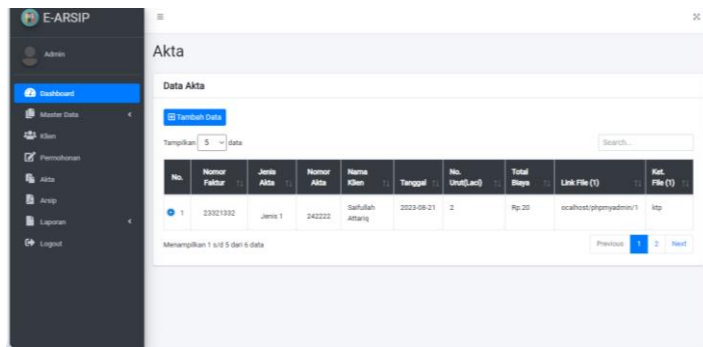 E-ARSIP
Admin
Dashboard
Master Data
Klien
Permohonan
Akta
Arsip
Laporan
Logout
Akta
Data Akta
Tambah Data
Tampilkan 5 data
Search...
No. Nomor Faktur Jenis Akta Nomor Akta Nama Klien Tanggal No. Urut(Laci) Total Biaya Link File (1) Ket. File (1)
1 23321332 Jenis 1 242222 Saifullah Attariq 2023-08-21 2 Rp.20 ocalhost/phpmyadmin/1 ktp
Menampilkan 1 s/d 5 dari 6 data
Previous 1 2 Next